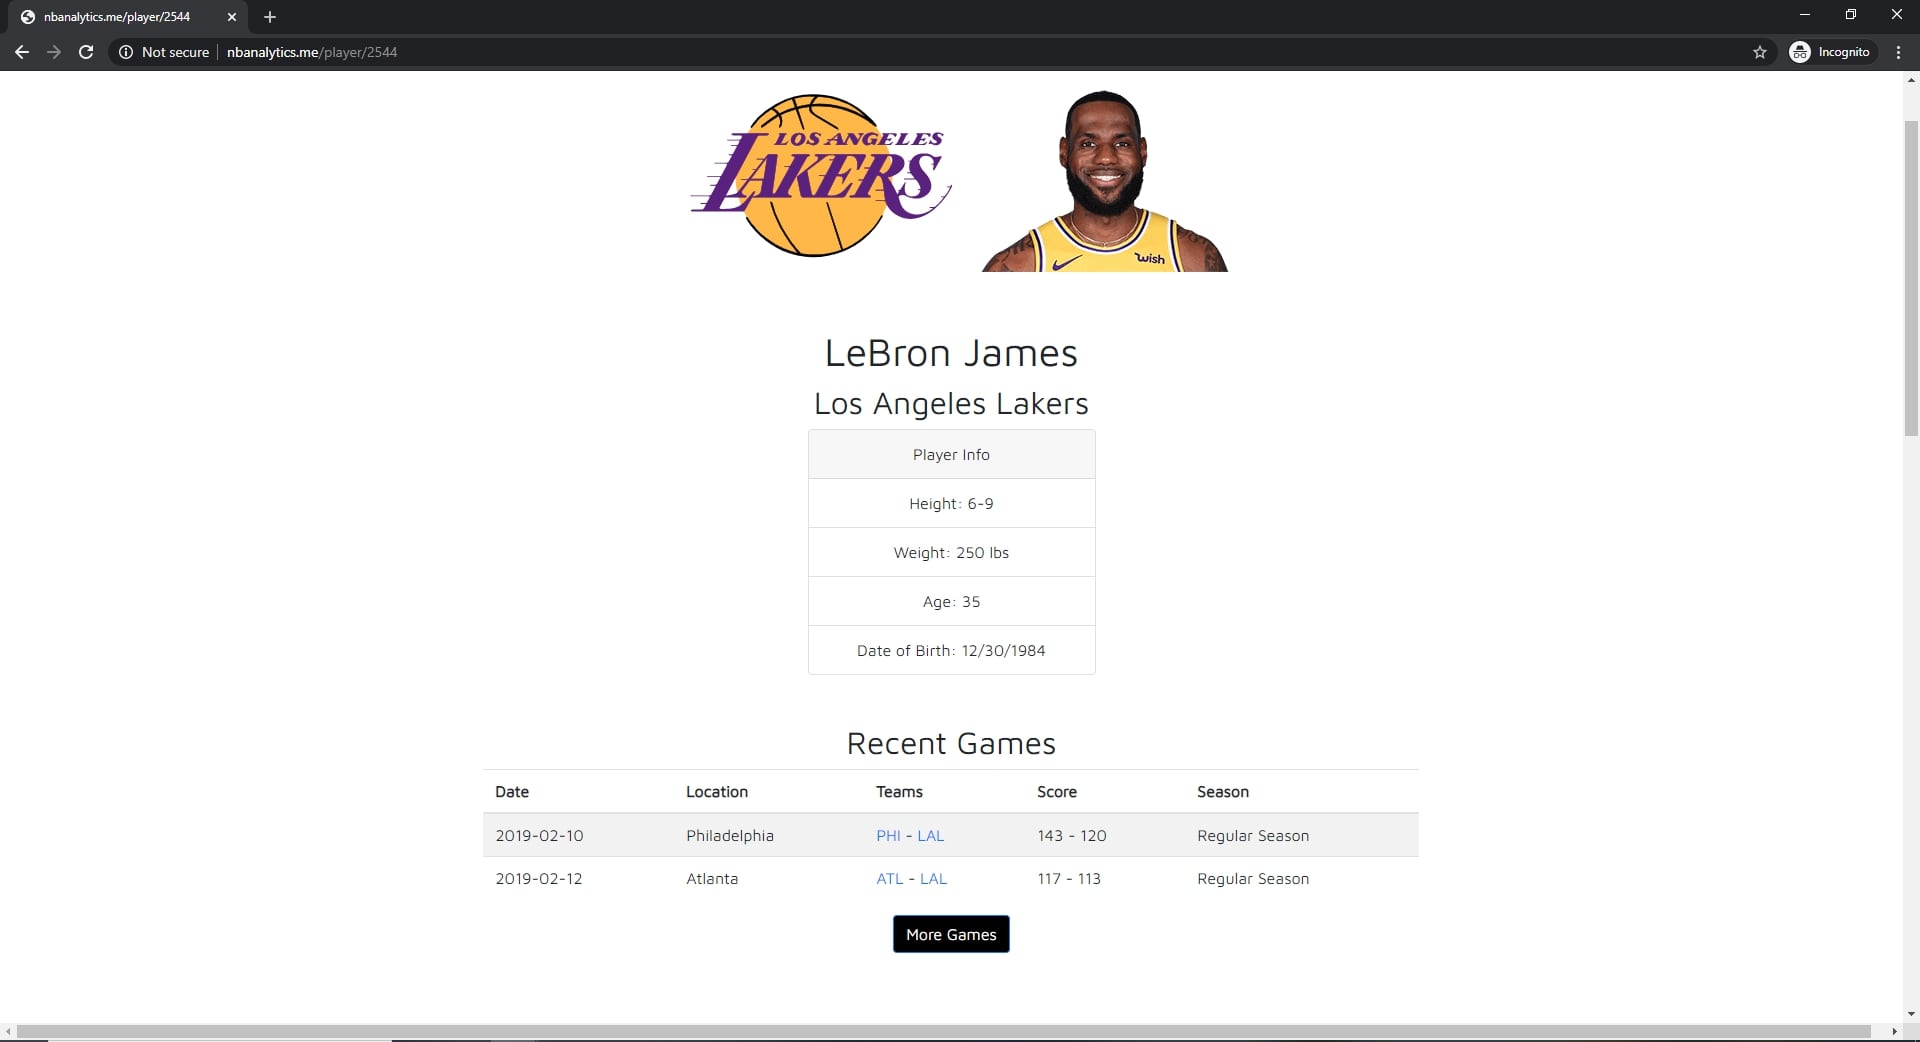 nbanalytics.me/player/2544
Not secure nbanalytics.me/player/2544 Incognito
LOS ANGELES
LAKERS
wish
LeBron James
Los Angeles Lakers
Player Info
Height: 6-9
Weight: 250 lbs
Age: 35
Date of Birth: 12/30/1984
Recent Games
Date Location Teams Score Season
2019-02-10 Philadelphia PHI - LAL 143 - 120 Regular Season
2019-02-12 Atlanta ATL - LAL 117 - 113 Regular Season
More Games